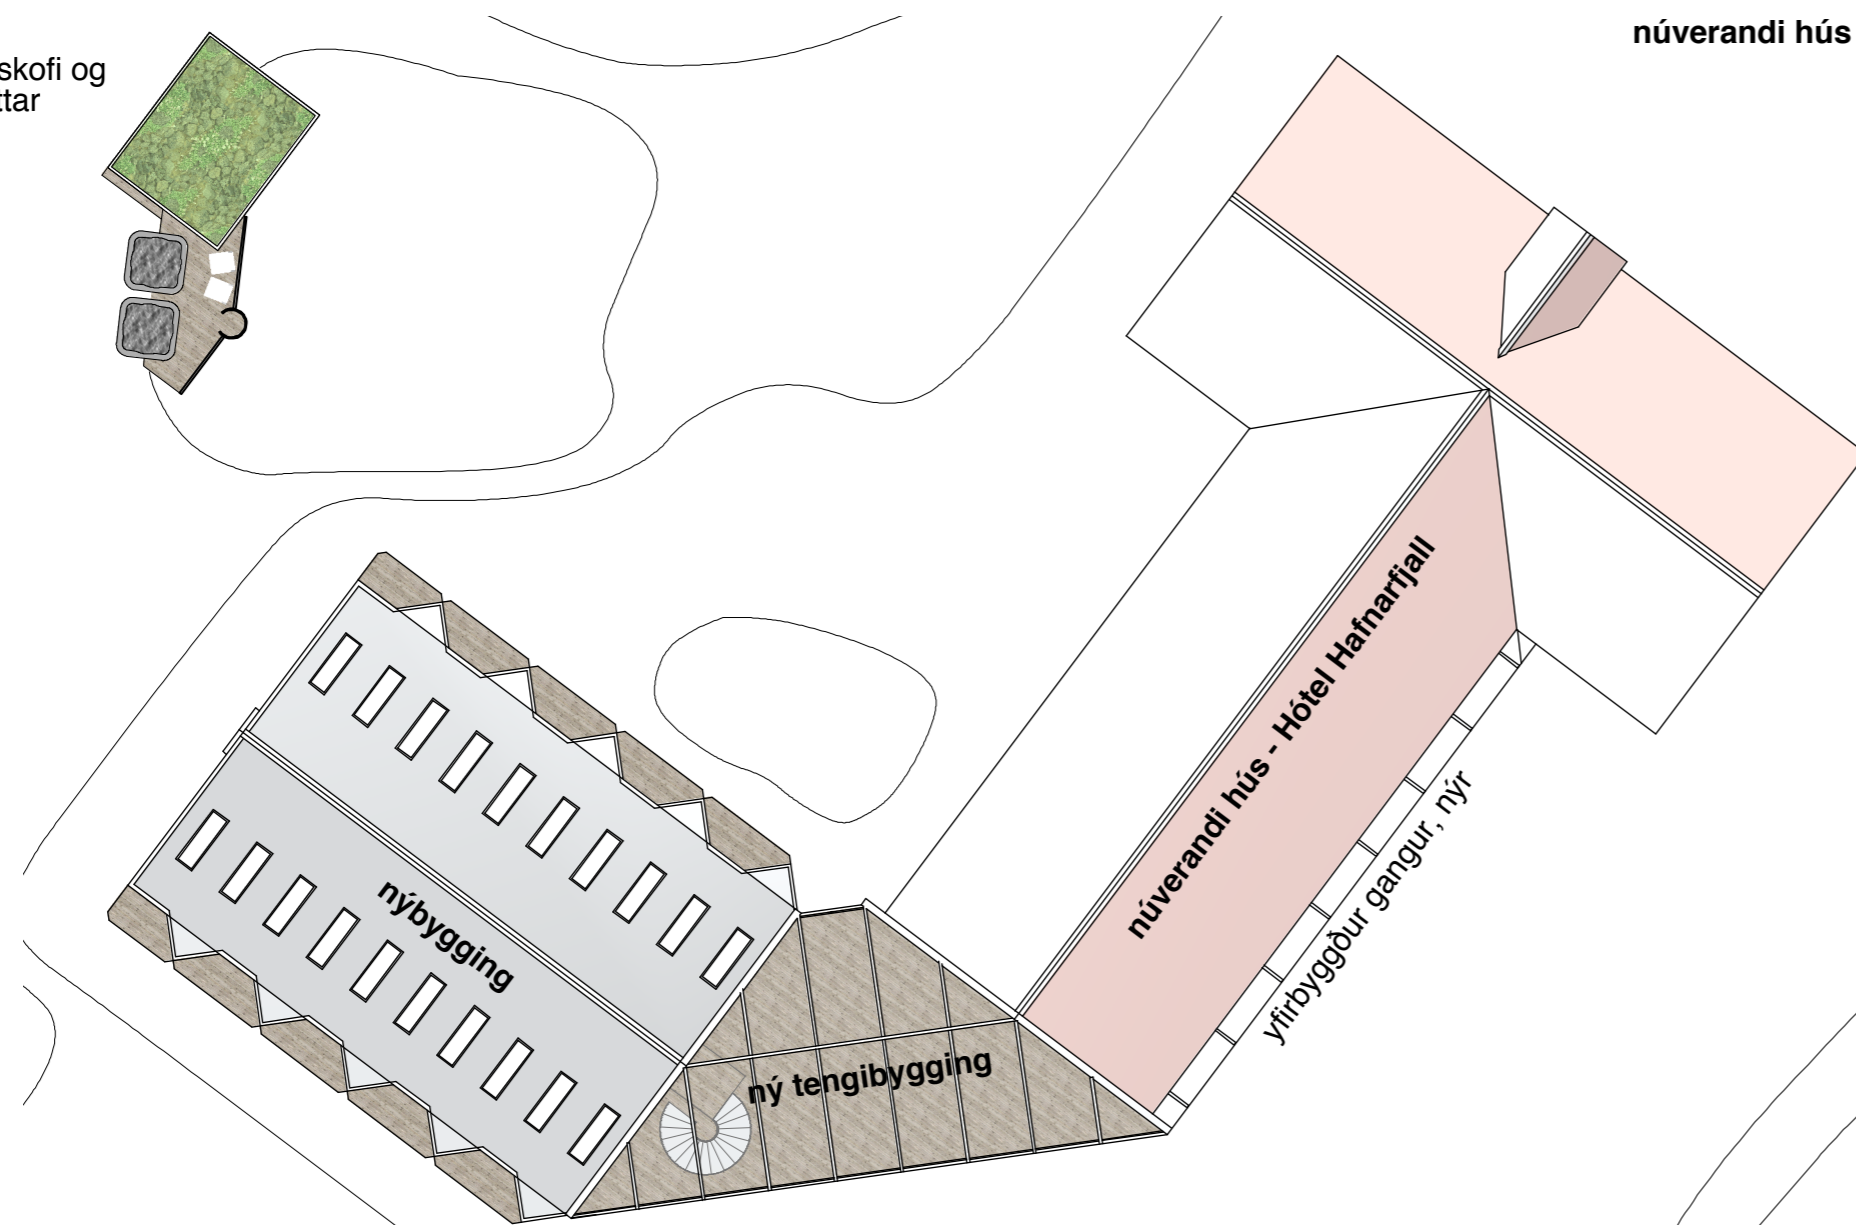 núverandi hús
skofi og
ttar
núverandi hús - Hótel Hafnarfjall
yfirbyggður gangur, nýr
nýbygging
ný tengibygging